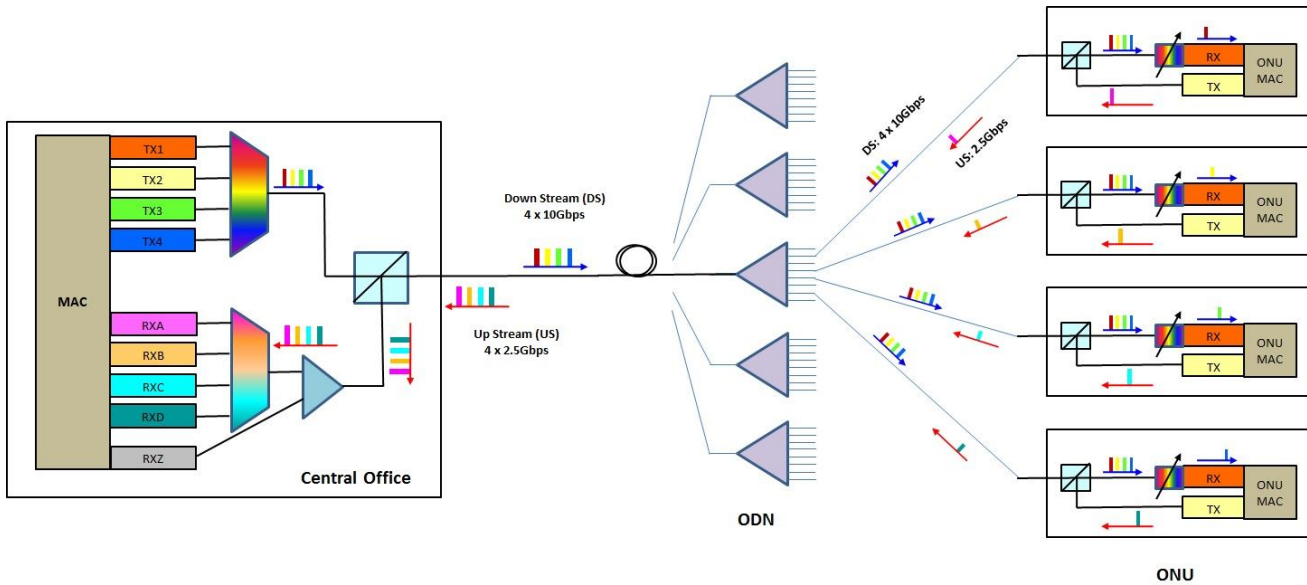 MAC
TX1
TX2
TX3
TX4
RXA
RXB
RXC
RXD
RXZ
Central Office
Down Stream (DS)
4 x 10Gbps
Up Stream (US)
4 x 2.5Gbps
ODN
DS: 4 x 10Gbps
US: 2.5Gbps
RX
TX
ONU
MAC
RX
TX
ONU
MAC
RX
TX
ONU
MAC
RX
TX
ONU
MAC
ONU